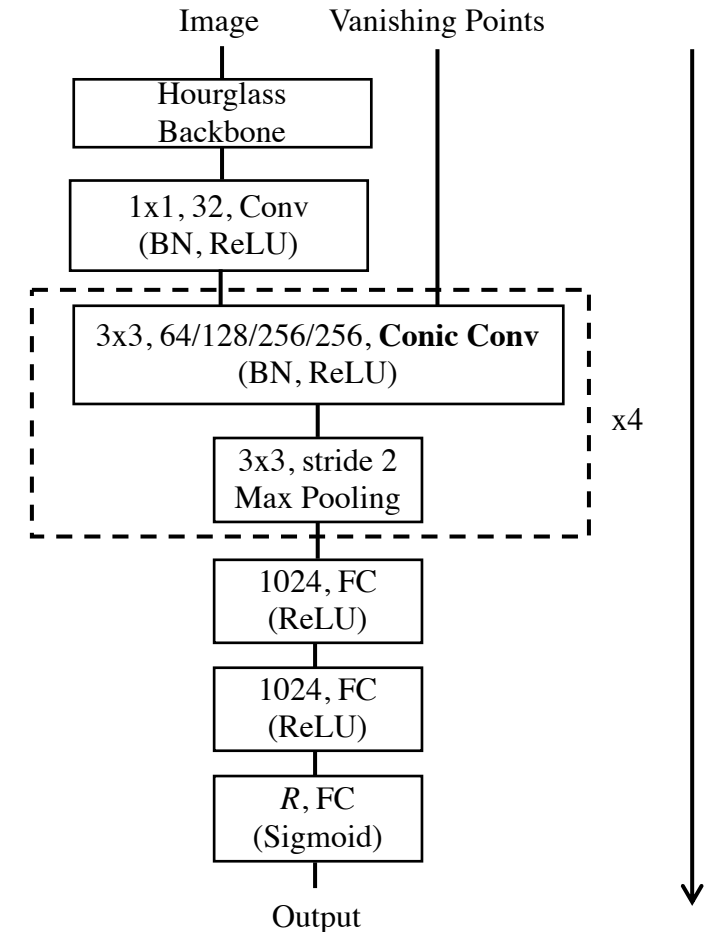 Image
Vanishing Points
Hourglass
Backbone
1x1, 32, Conv
(BN, ReLU)
3x3, 64/128/256/256, Conic Conv
(BN, ReLU)
x4
3x3, stride 2
Max Pooling
1024, FC
(ReLU)
1024, FC
(ReLU)
R, FC
(Sigmoid)
Output